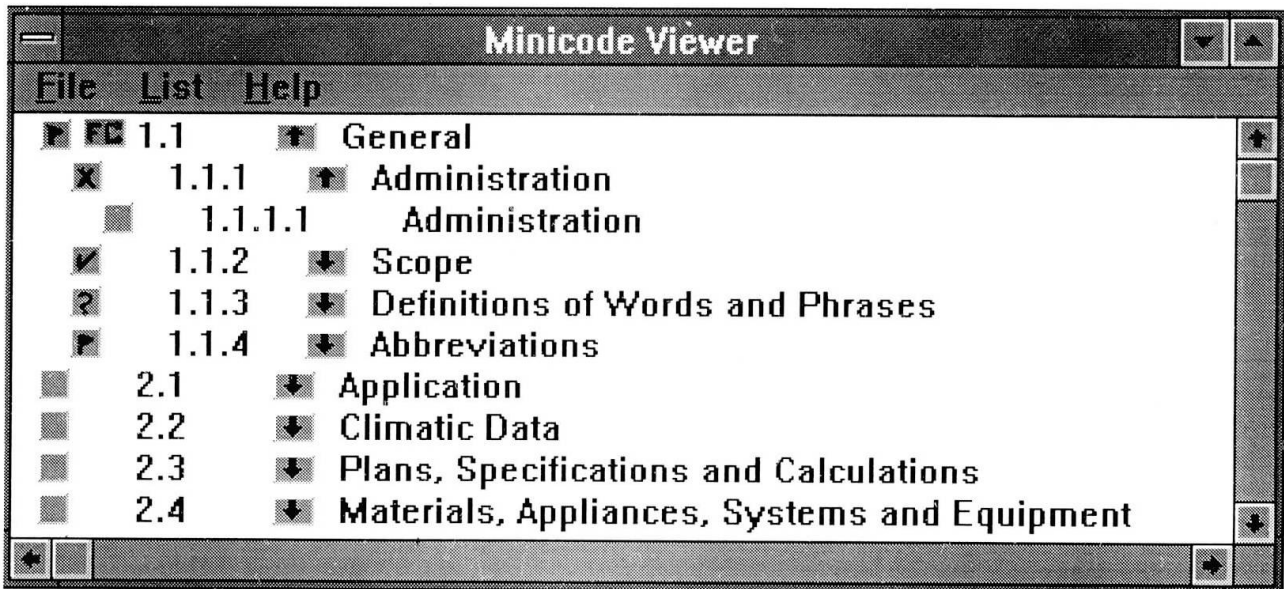 Minicode Viewer
File List Help
FC 1.1 General
X 1.1.1 Administration
1.1.1.1 Administration
✓ 1.1.2 Scope
? 1.1.3 Definitions of Words and Phrases
1.1.4 Abbreviations
2.1 Application
2.2 Climatic Data
2.3 Plans, Specifications and Calculations
2.4 Materials, Appliances, Systems and Equipment